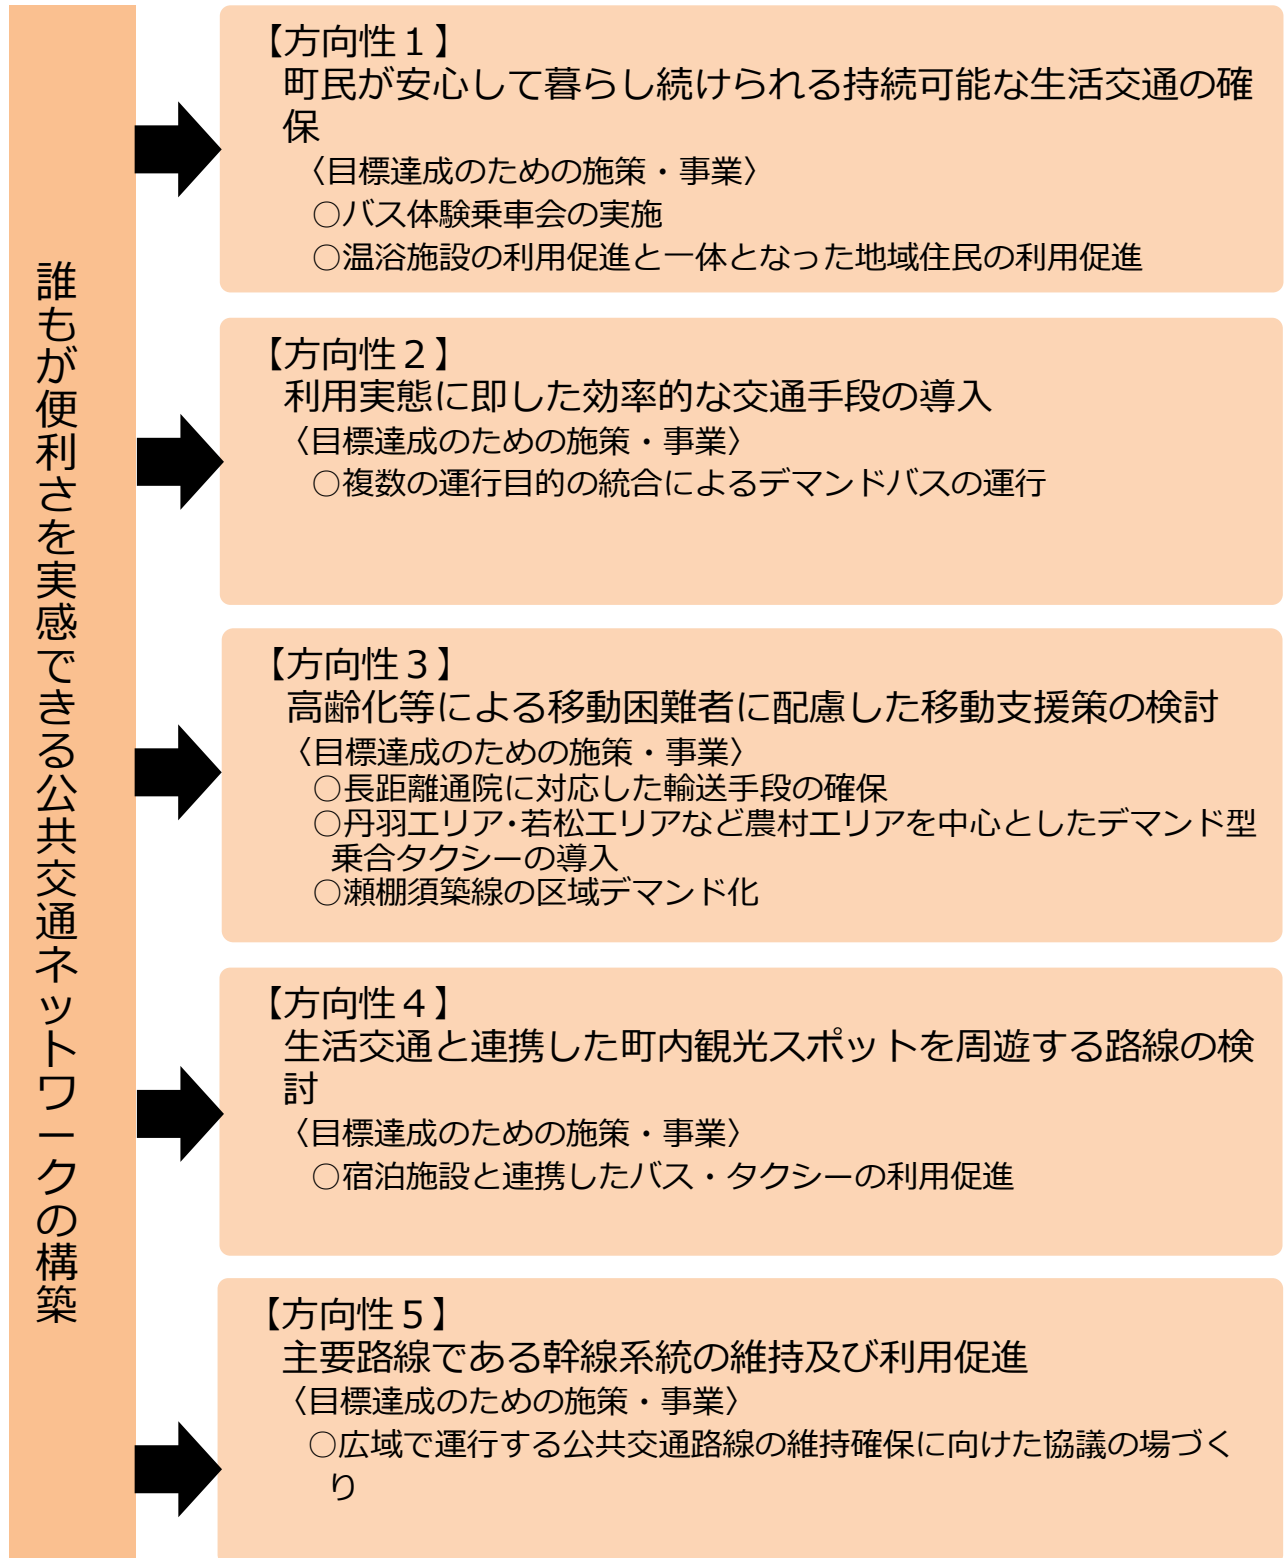 誰もが便利さを実感できる公共交通ネットワークの構築
【方向性１】
町民が安心して暮らし続けられる持続可能な生活交通の確
保
〈目標達成のための施策・事業〉
○バス体験乗車会の実施
○温浴施設の利用促進と一体となった地域住民の利用促進
【方向性２】
利用実態に即した効率的な交通手段の導入
〈目標達成のための施策・事業〉
○複数の運行目的の統合によるデマンドバスの運行
【方向性３】
高齢化等による移動困難者に配慮した移動支援策の検討
〈目標達成のための施策・事業〉
○長距離通院に対応した輸送手段の確保
○丹羽エリア･若松エリアなど農村エリアを中心としたデマンド型
乗合タクシーの導入
○瀬棚須築線の区域デマンド化
【方向性４】
生活交通と連携した町内観光スポットを周遊する路線の検
討
〈目標達成のための施策・事業〉
○宿泊施設と連携したバス・タクシーの利用促進
【方向性５】
主要路線である幹線系統の維持及び利用促進
〈目標達成のための施策・事業〉
○広域で運行する公共交通路線の維持確保に向けた協議の場づく
り